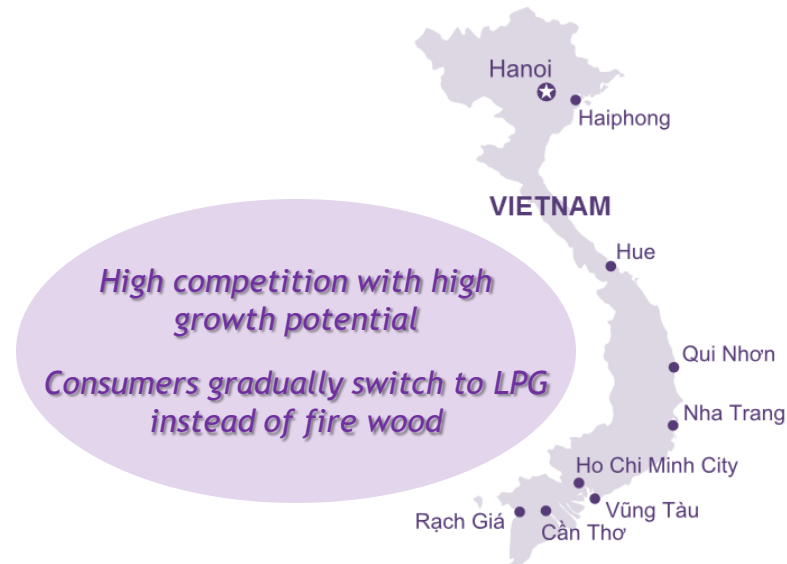 Hanoi
Haiphong
VIETNAM
Hue
High competition with high
growth potential
Consumers gradually switch to LPG
instead of fire wood
Qui Nhơn
Nha Trang
Ho Chi Minh City
Vũng Tàu
Rạch Giá
Cần Thơ